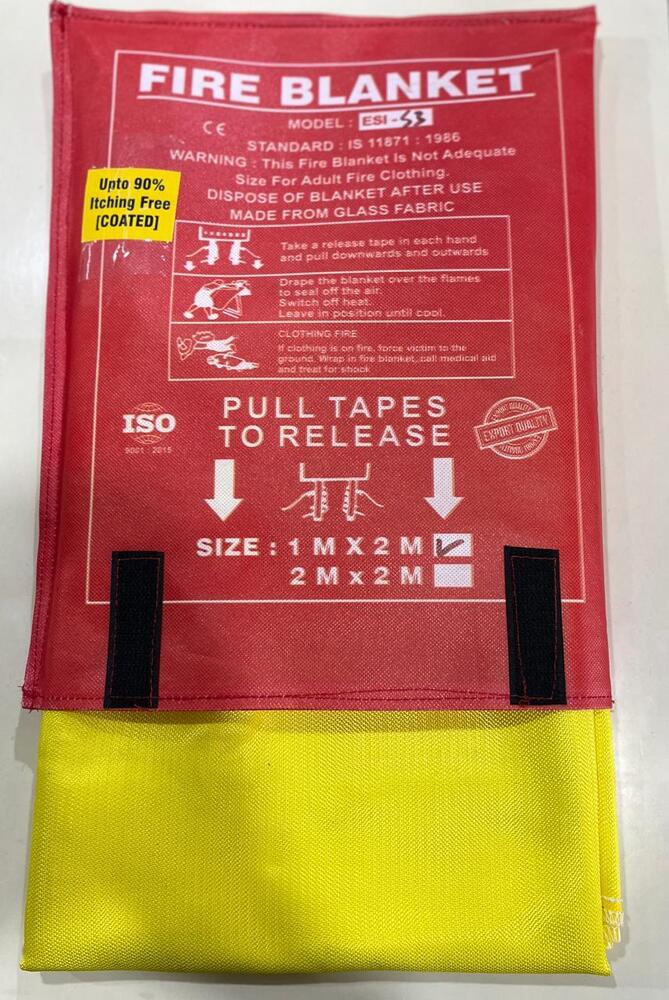 FIRE BLANKET
CE
MODEL : ESI - 53
STANDARD : IS 11871 : 1986
WARNING : This Fire Blanket Is Not Adequate
Size For Adult Fire Clothing.
DISPOSE OF BLANKET AFTER USE
MADE FROM GLASS FABRIC
Upto 90%
Itching Free
[COATED]
Take a release tape in each hand
and pull downwards and outwards
Drape the blanket over the flames
to seal off the air.
Switch off heat.
Leave in position until cool.
CLOTHING FIRE
If clothing is on fire, force victim to the
ground. Wrap in fire blanket, call medical aid
and treat for shock
PULL TAPES
TO RELEASE
ISO
9001 : 2015
EXPORT QUALITY
SIZE : 1 M X 2 M
2 M x 2 M